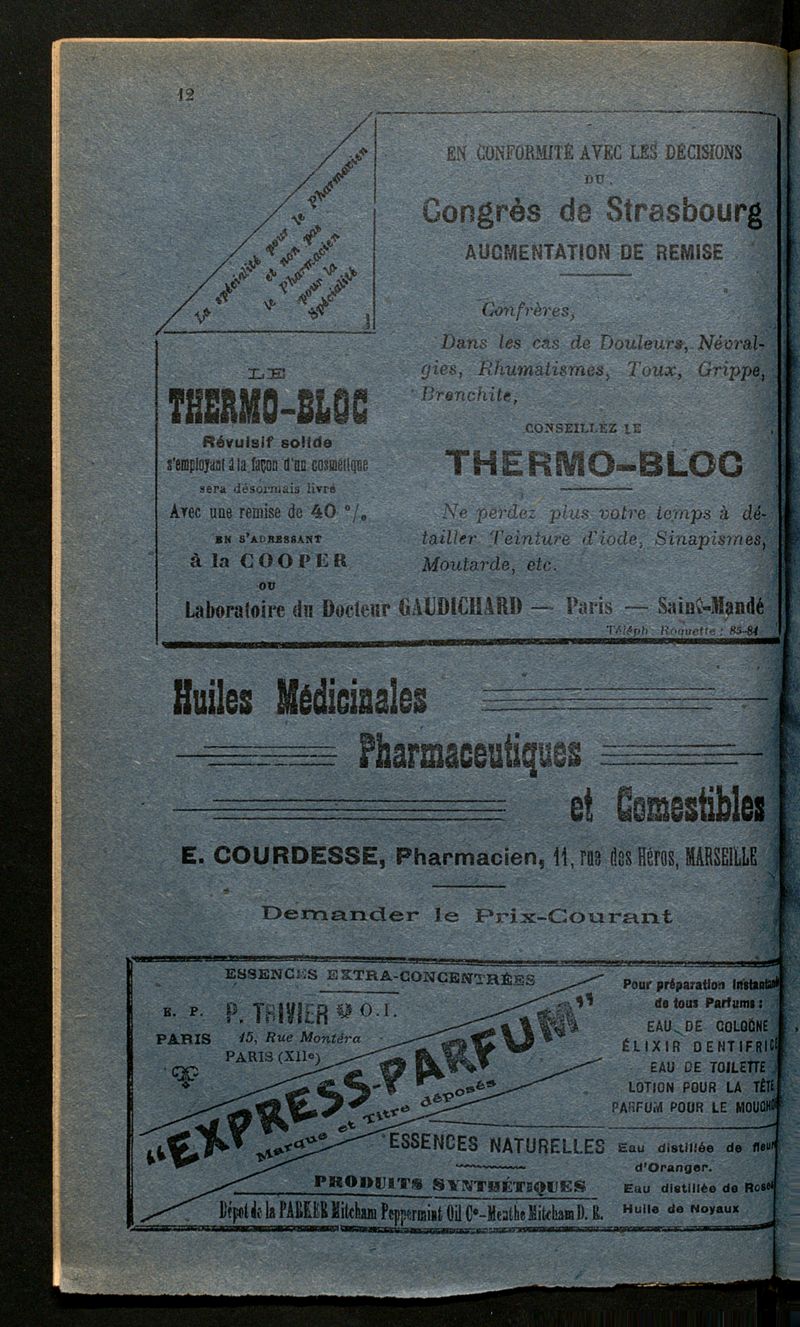 12
La spécialité pour le Pharmacien
et non pas
le Pharmacien
pour la
Spécialité
LE
THERMO-BLOC
Révulsif solide
s'employant à la façon d'un cosmétique
sera désormais livré
Avec une remise de 40 %
EN S'ADRESSANT
à la COOPER
OU
EN CONFORMITÉ AVEC LES DÉCISIONS
DU
Congrès de Strasbourg
AUGMENTATION DE REMISE
Confrères,
Dans les cas de Douleurs, Névral-
gies, Rhumatismes, Toux, Grippe,
Bronchite,
CONSEILLEZ LE
THERMO-BLOC
Ne perdez plus votre temps à dé-
tailler Teinture d'iode, Sinapismes,
Moutarde, etc.
Laboratoire du Docteur GAUDICHARD — Paris — Saint-Mandé
Téléph. Roquette : 85-84
Huiles Médicinales
Pharmaceutiques
et Comestibles
E. COURDESSE, Pharmacien, 11, rue des Héros, MARSEILLE
Demander le Prix-Courant
ESSENCES EXTRA-CONCENTRÉES
E. P.
PARIS
P. TRIVIER O. I.
15, Rue Montéra
PARIS (XIIe)
"EXPRESS-PARFUM"
Marque et Titre déposés
ESSENCES NATURELLES
PRODUITS SYNTHÉTIQUES
Dépôt de la PARKER Mitcham Peppermint Oil Co - Menthe Mitcham D. R.
Pour préparation
de tous Parfums :
EAU DE COLOGNE
ÉLIXIR DENTIFRIC
EAU DE TOILETTE
LOTION POUR LA TÊTE
PARFUM POUR LE MOUCHO
Eau distillée de fleur
d'Oranger.
Eau distillée de Rose
Huile de Noyaux